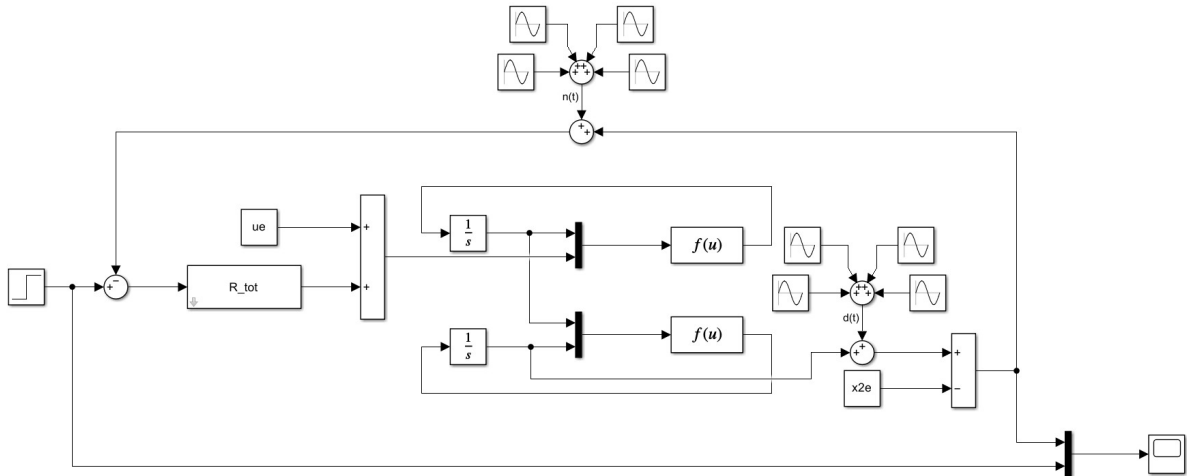 n(t)
ue
1
s
f(u)
R_tot
d(t)
1
s
f(u)
x2e